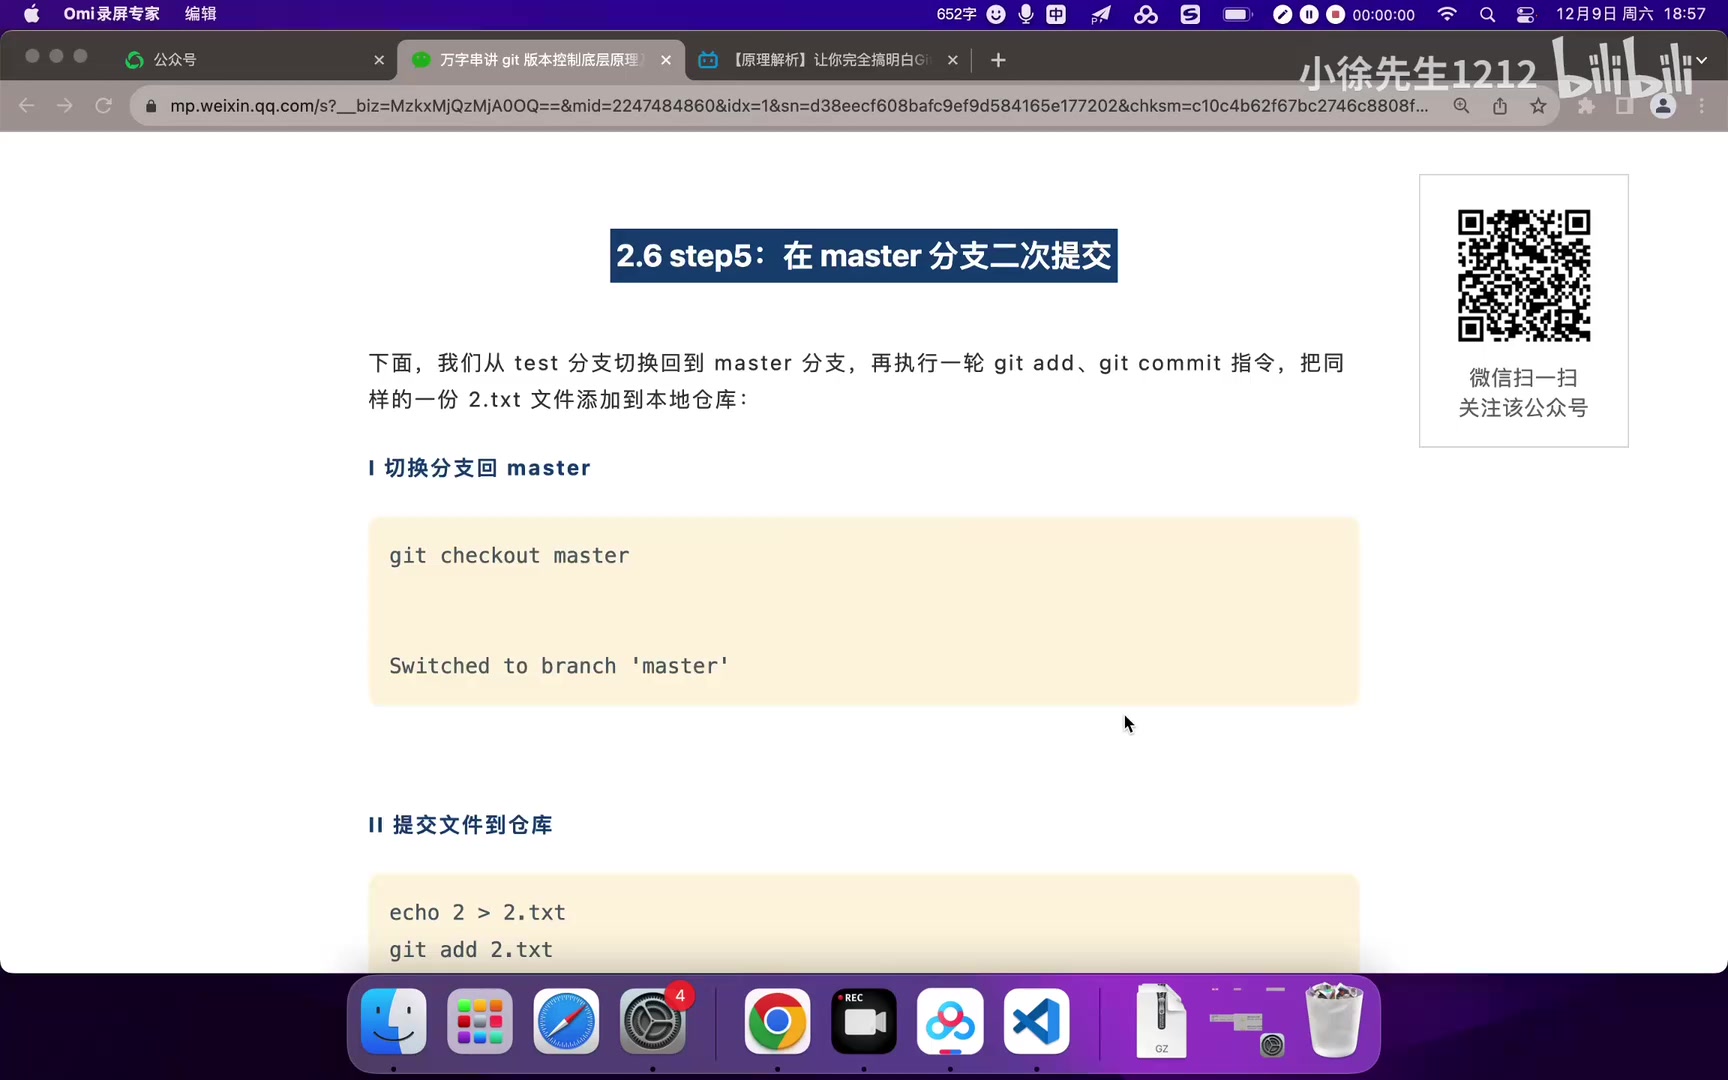 Omi录屏专家 编辑
652字 中 00:00:00 12月9日 周六 18:57
公众号
万字串讲 git 版本控制底层原理
【原理解析】让你完全搞明白Gi
小徐先生1212 bilibili
mp.weixin.qq.com/s?__biz=MzkxMjQzMjA0OQ==&mid=2247484860&idx=1&sn=d38eecf608bafc9ef9d584165e177202&chksm=c10c4b62f67bc2746c8808f...
2.6 step5：在 master 分支二次提交
下面，我们从 test 分支切换回到 master 分支，再执行一轮 git add、git commit 指令，把同
样的一份 2.txt 文件添加到本地仓库：
微信扫一扫
关注该公众号
I 切换分支回 master
git checkout master
Switched to branch 'master'
II 提交文件到仓库
echo 2 > 2.txt
git add 2.txt
4
REC
GZ